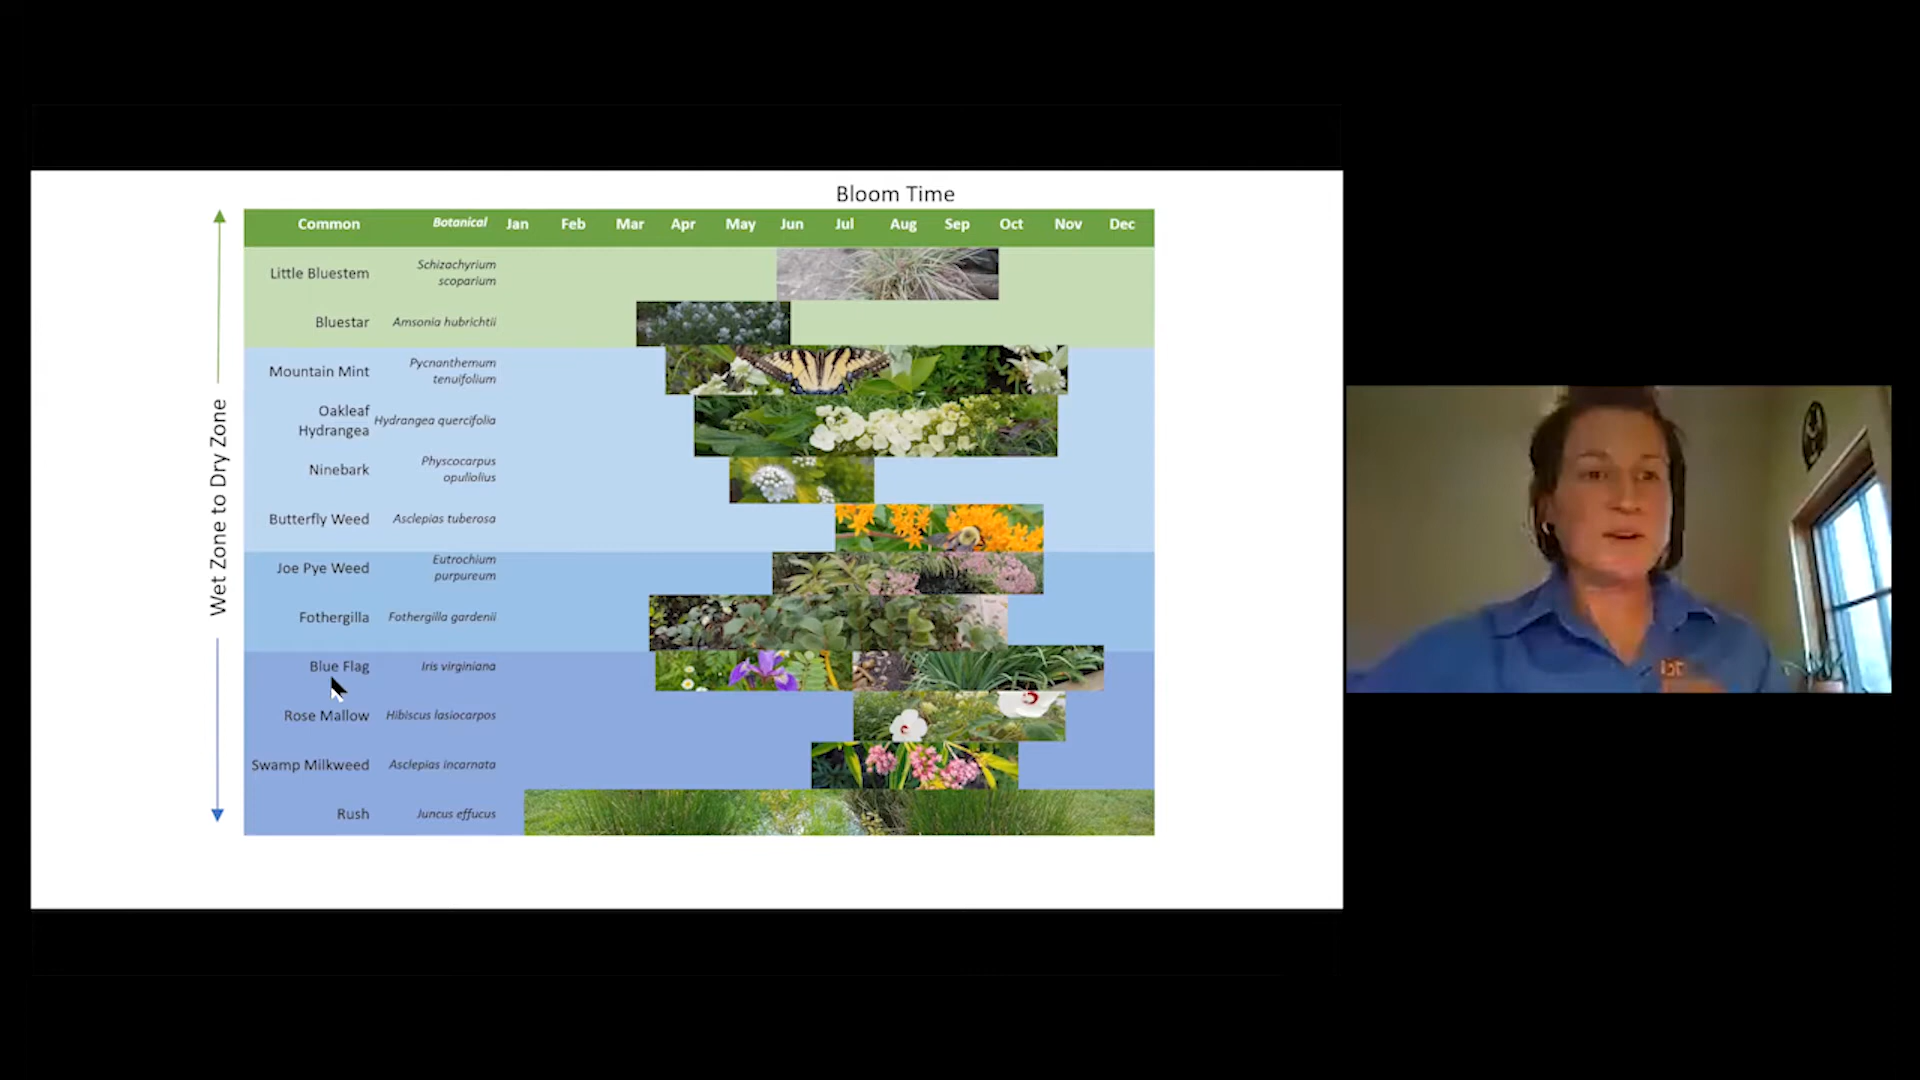 Bloom Time
Common Botanical Jan Feb Mar Apr May Jun Jul Aug Sep Oct Nov Dec
Little Bluestem Schizachyrium
scoparium
Bluestar Amsonia hubrichtii
Mountain Mint Pycnanthemum
tenuifolium
Oakleaf
Hydrangea Hydrangea quercifolia
Ninebark Physcocarpus
opuliolius
Butterfly Weed Asclepias tuberosa
Joe Pye Weed Eutrochium
purpureum
Fothergilla Fothergilla gardenii
Blue Flag Iris virginiana
Rose Mallow Hibiscus lasiocarpos
Swamp Milkweed Asclepias incarnata
Rush Juncus effucus
Wet Zone to Dry Zone